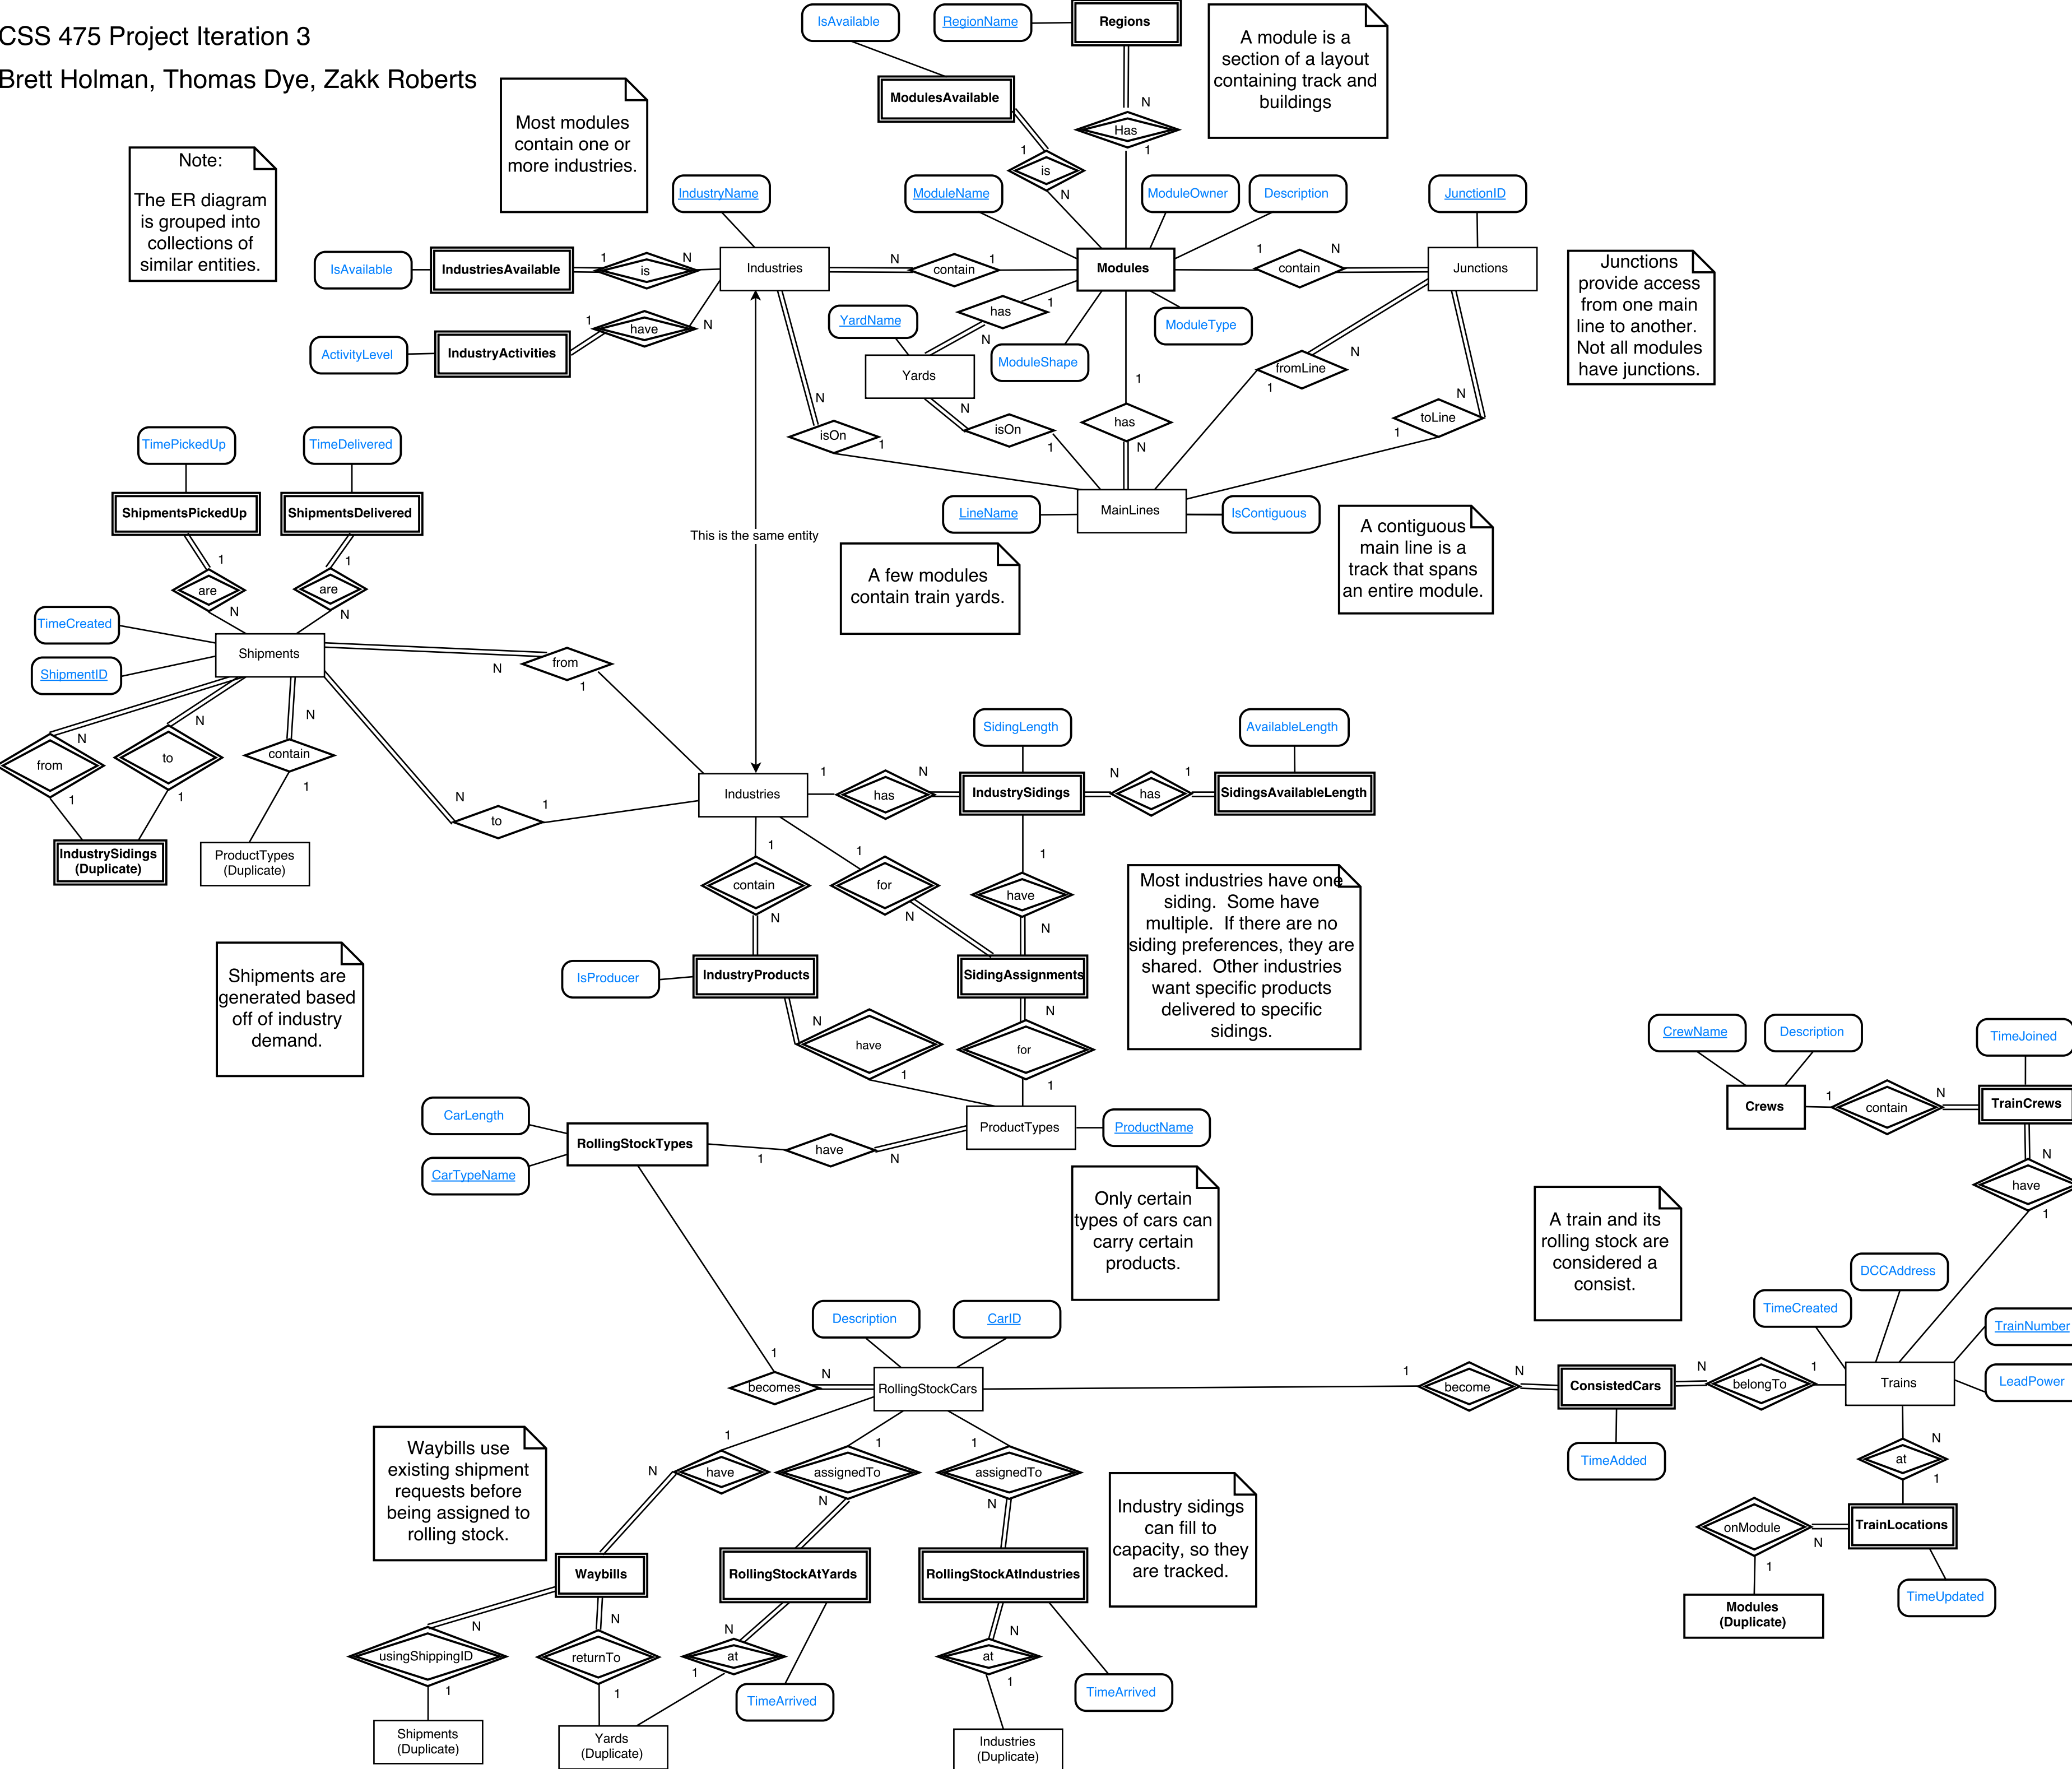 CSS 475 Project Iteration 3
Brett Holman, Thomas Dye, Zakk Roberts
IsAvailable
RegionName
Regions
A module is a
section of a layout
containing track and
buildings
ModulesAvailable
N
Has
1
Most modules
contain one or
more industries.
Note:
The ER diagram
is grouped into
collections of
similar entities.
1
is
N
IndustryName
ModuleName
ModuleOwner
Description
JunctionID
IsAvailable
IndustriesAvailable
1
is
N
Industries
N
contain
1
Modules
1
contain
N
Junctions
Junctions
provide access
from one main
line to another.
Not all modules
have junctions.
ActivityLevel
IndustryActivities
1
have
N
YardName
has
1
N
ModuleType
ModuleShape
Yards
fromLine
N
1
1
N
isOn
1
N
isOn
1
has
N
N
toLine
1
TimePickedUp
TimeDelivered
ShipmentsPickedUp
ShipmentsDelivered
LineName
MainLines
IsContiguous
A contiguous
main line is a
track that spans
an entire module.
This is the same entity
A few modules
contain train yards.
1
are
N
1
are
N
TimeCreated
ShipmentID
Shipments
N
from
1
N
from
1
N
to
1
N
contain
1
N
to
1
IndustrySidings
(Duplicate)
ProductTypes
(Duplicate)
SidingLength
AvailableLength
Industries
1
has
N
IndustrySidings
N
has
1
SidingsAvailableLength
1
contain
N
1
for
N
1
have
N
Most industries have one
siding. Some have
multiple. If there are no
siding preferences, they are
shared. Other industries
want specific products
delivered to specific
sidings.
Shipments are
generated based
off of industry
demand.
IsProducer
IndustryProducts
SidingAssignments
N
have
1
N
for
1
CrewName
Description
TimeJoined
Crews
1
contain
N
TrainCrews
N
have
1
CarLength
CarTypeName
RollingStockTypes
1
have
N
ProductTypes
ProductName
Only certain
types of cars can
carry certain
products.
A train and its
rolling stock are
considered a
consist.
DCCAddress
TimeCreated
TrainNumber
LeadPower
Description
CarID
1
becomes
N
RollingStockCars
1
become
N
ConsistedCars
N
belongTo
1
Trains
TimeAdded
N
at
1
Waybills use
existing shipment
requests before
being assigned to
rolling stock.
1
have
N
1
assignedTo
N
1
assignedTo
N
Industry sidings
can fill to
capacity, so they
are tracked.
onModule
N
1
TrainLocations
TimeUpdated
Modules
(Duplicate)
Waybills
RollingStockAtYards
RollingStockAtIndustries
N
usingShippingID
1
N
returnTo
1
N
at
1
N
at
1
TimeArrived
TimeArrived
Shipments
(Duplicate)
Yards
(Duplicate)
Industries
(Duplicate)